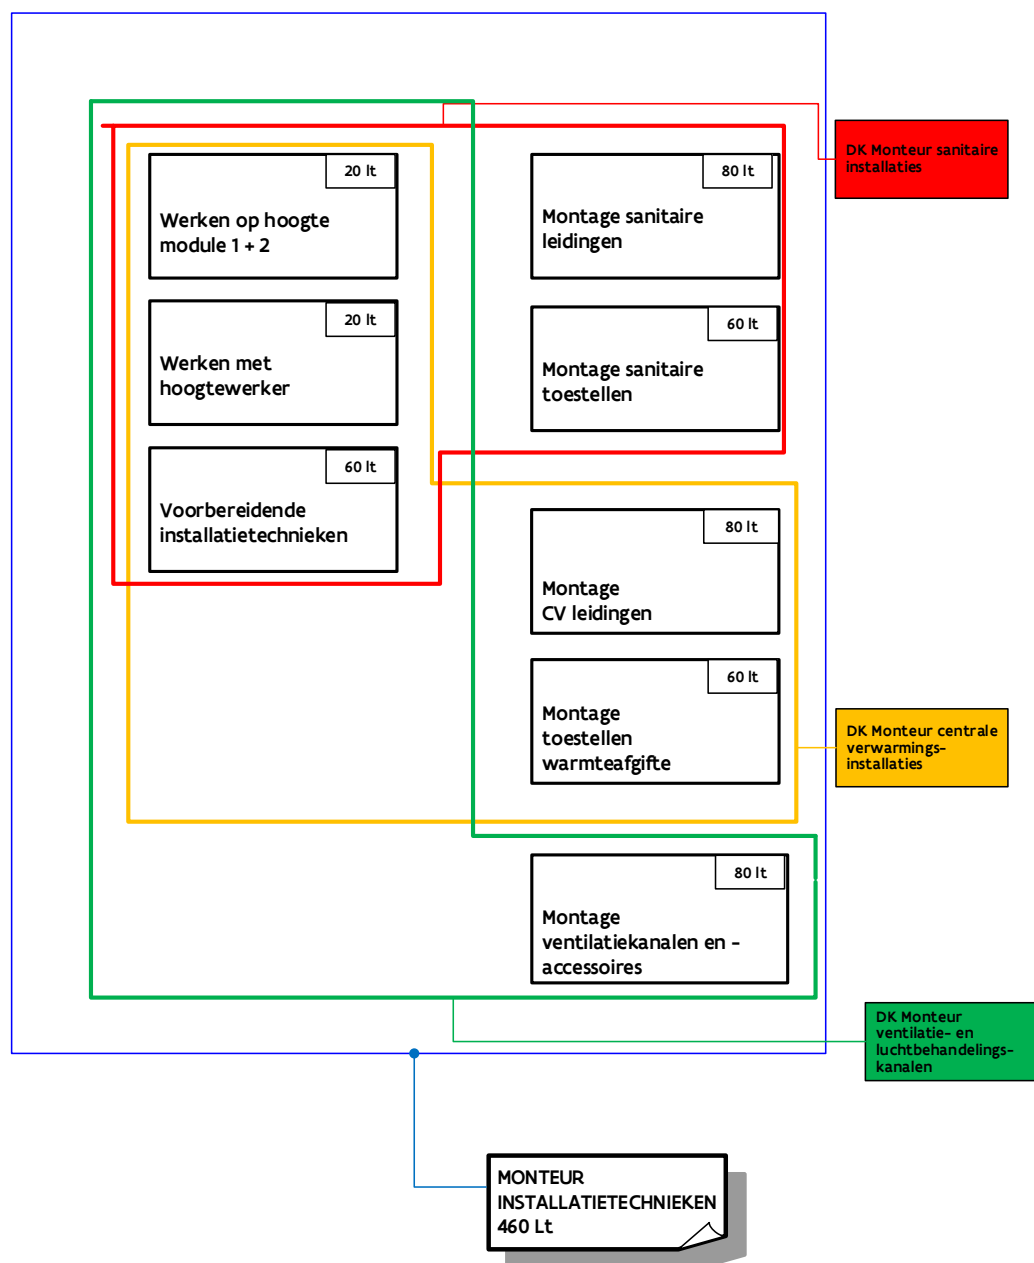 20 lt
Werken op hoogte
module 1 + 2
80 lt
Montage sanitaire
leidingen
DK Monteur sanitaire
installaties
20 lt
Werken met
hoogtewerker
60 lt
Montage sanitaire
toestellen
60 lt
Voorbereidende
installatietechnieken
80 lt
Montage
CV leidingen
60 lt
Montage
toestellen
warmteafgifte
DK Monteur centrale
verwarmings-
installaties
80 lt
Montage
ventilatiekanalen en -
accessoires
DK Monteur
ventilatie- en
luchtbehandelings-
kanalen
MONTEUR
INSTALLATIETECHNIEKEN
460 Lt